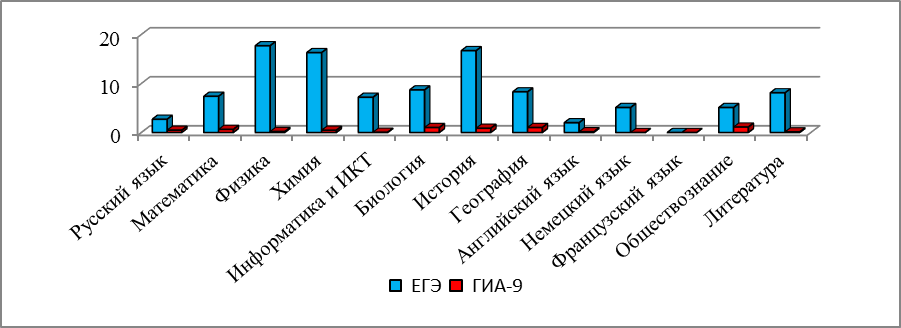 20
10
0
Русский язык
Математика
Физика
Химия
Информатика и ИКТ
Биология
История
География
Английский язык
Немецкий язык
Французский язык
Обществознание
Литература
ЕГЭ ГИА-9